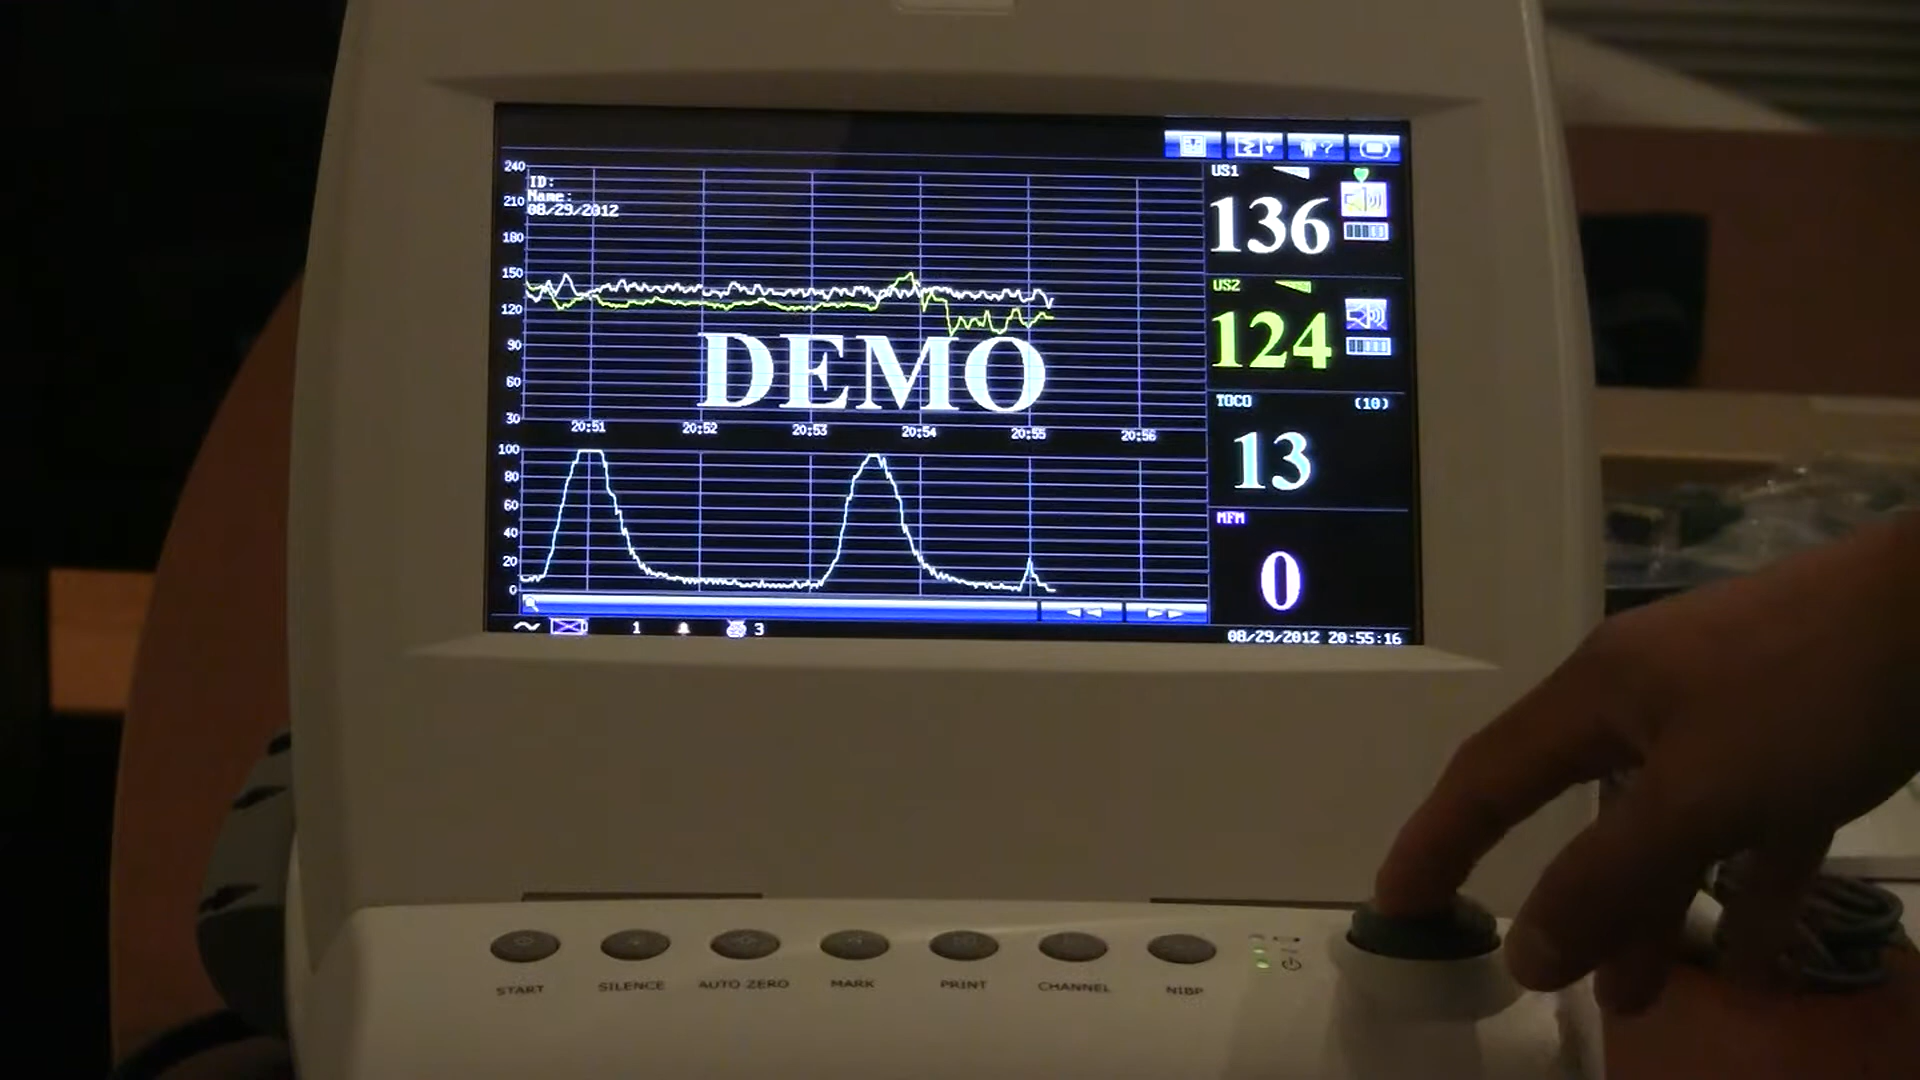 240
210
180
150
120
90
60
30
ID:
Name:
08/29/2012
DEMO
20:51 20:52 20:53 20:54 20:55 20:56
100
80
60
40
20
0
1 3
?
US1
136
US2
124
TOCO (10)
13
MFM
0
08/29/2012 20:55:16
START SILENCE AUTO ZERO MARK PRINT CHANNEL NIBP